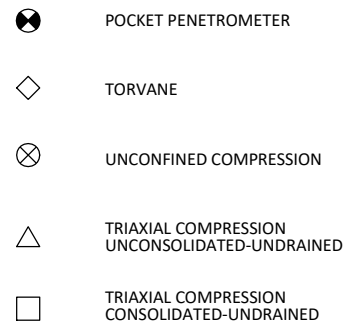 POCKET PENETROMETER
TORVANE
UNCONFINED COMPRESSION
TRIAXIAL COMPRESSION
UNCONSOLIDATED-UNDRAINED
TRIAXIAL COMPRESSION
CONSOLIDATED-UNDRAINED